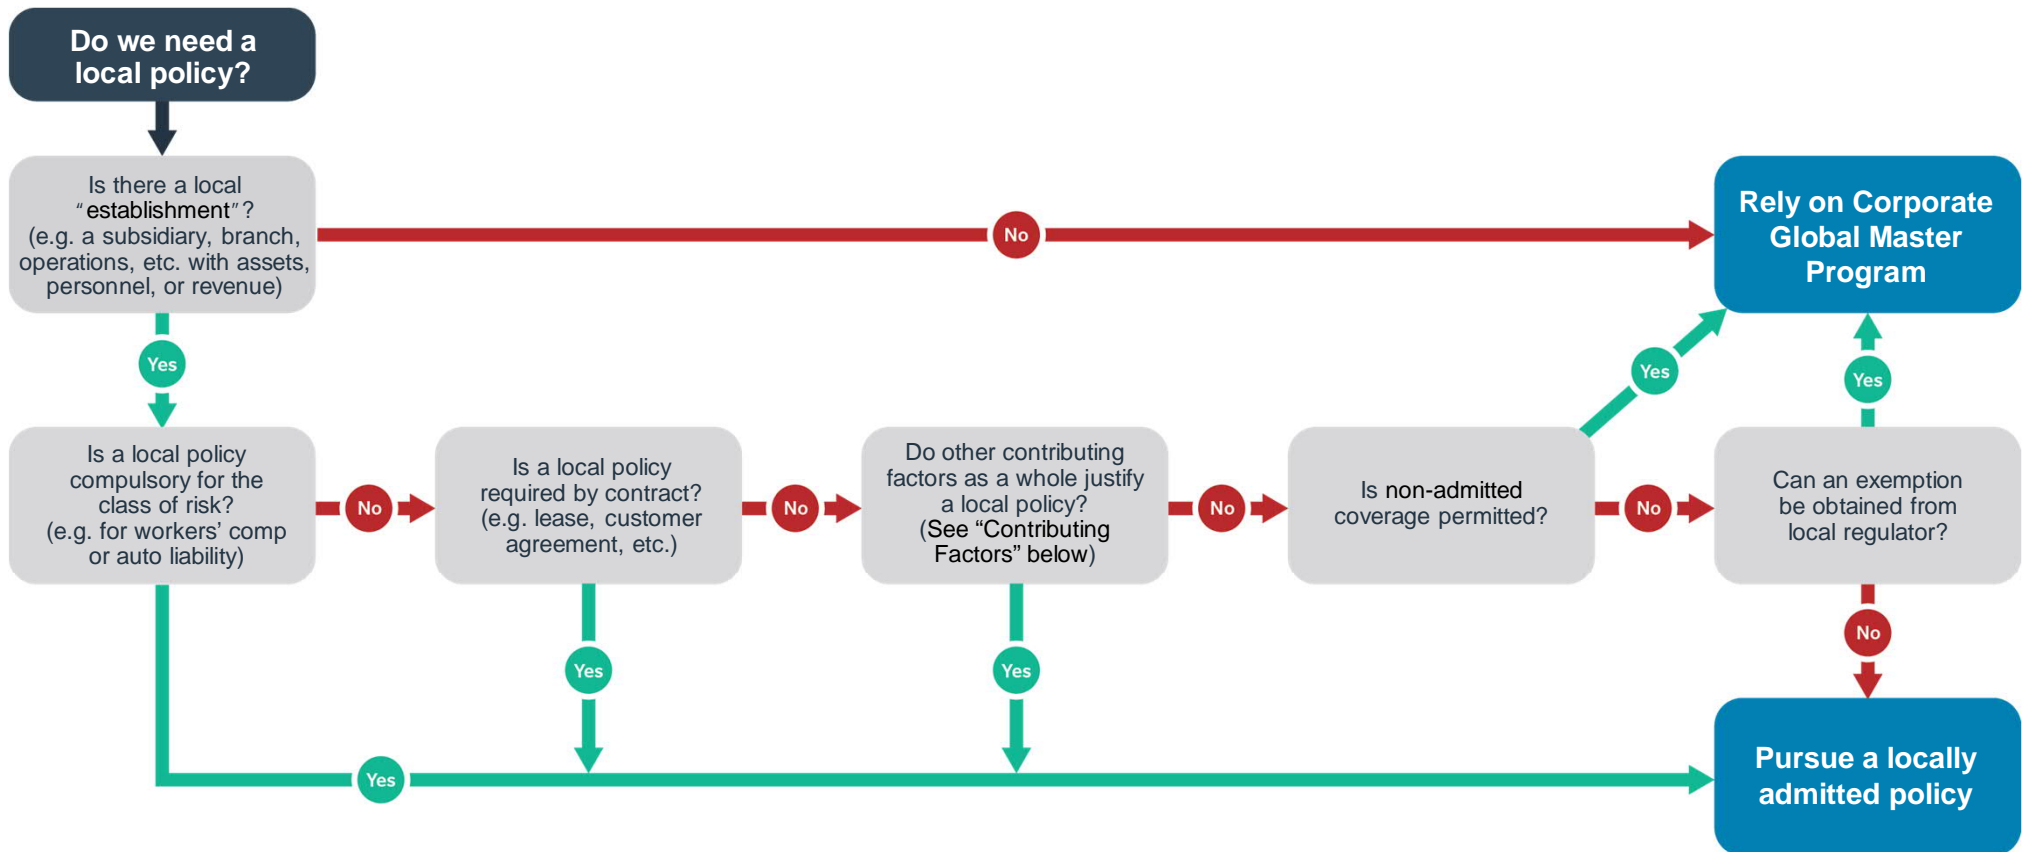 Do we need a
local policy?
Is there a local
“establishment”?
(e.g. a subsidiary, branch,
operations, etc. with assets,
personnel, or revenue)
No
Rely on Corporate
Global Master
Program
Yes
Yes
Yes
Is a local policy
compulsory for the
class of risk?
(e.g. for workers’ comp
or auto liability)
No
Is a local policy
required by contract?
(e.g. lease, customer
agreement, etc.)
No
Do other contributing
factors as a whole justify
a local policy?
(See “Contributing
Factors” below)
No
Is non-admitted
coverage permitted?
No
Can an exemption
be obtained from
local regulator?
Yes
Yes
No
Yes
Pursue a locally
admitted policy